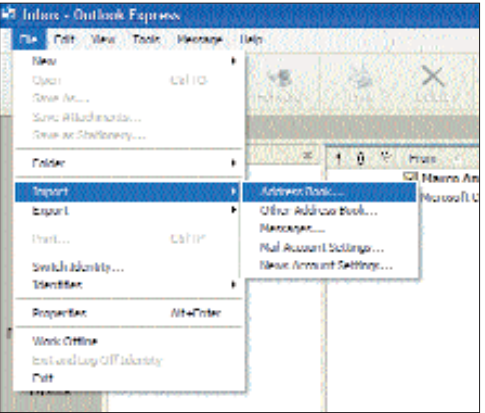 Inbox - Outlook Express
File Edit View Tools Message Help
New
Open Ctrl+O
Save As...
Save Attachments...
Save as Stationery...
Folder
Import
Export
Print... Ctrl+P
Switch Identity...
Identities
Properties Alt+Enter
Work Offline
Exit and Log Off Identity
Exit
Address Book...
Other Address Book...
Messages...
Mail Account Settings...
News Account Settings...
From
Microsoft